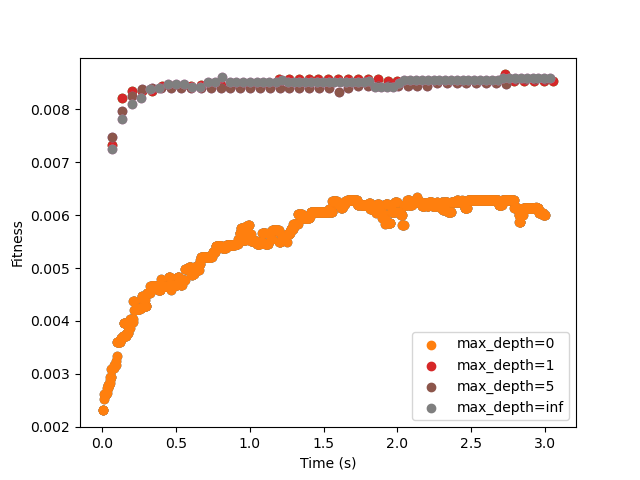 0.008
0.007
0.006
0.005
0.004
0.003
0.002
Fitness
max_depth=0
max_depth=1
max_depth=5
max_depth=inf
0.0 0.5 1.0 1.5 2.0 2.5 3.0
Time (s)